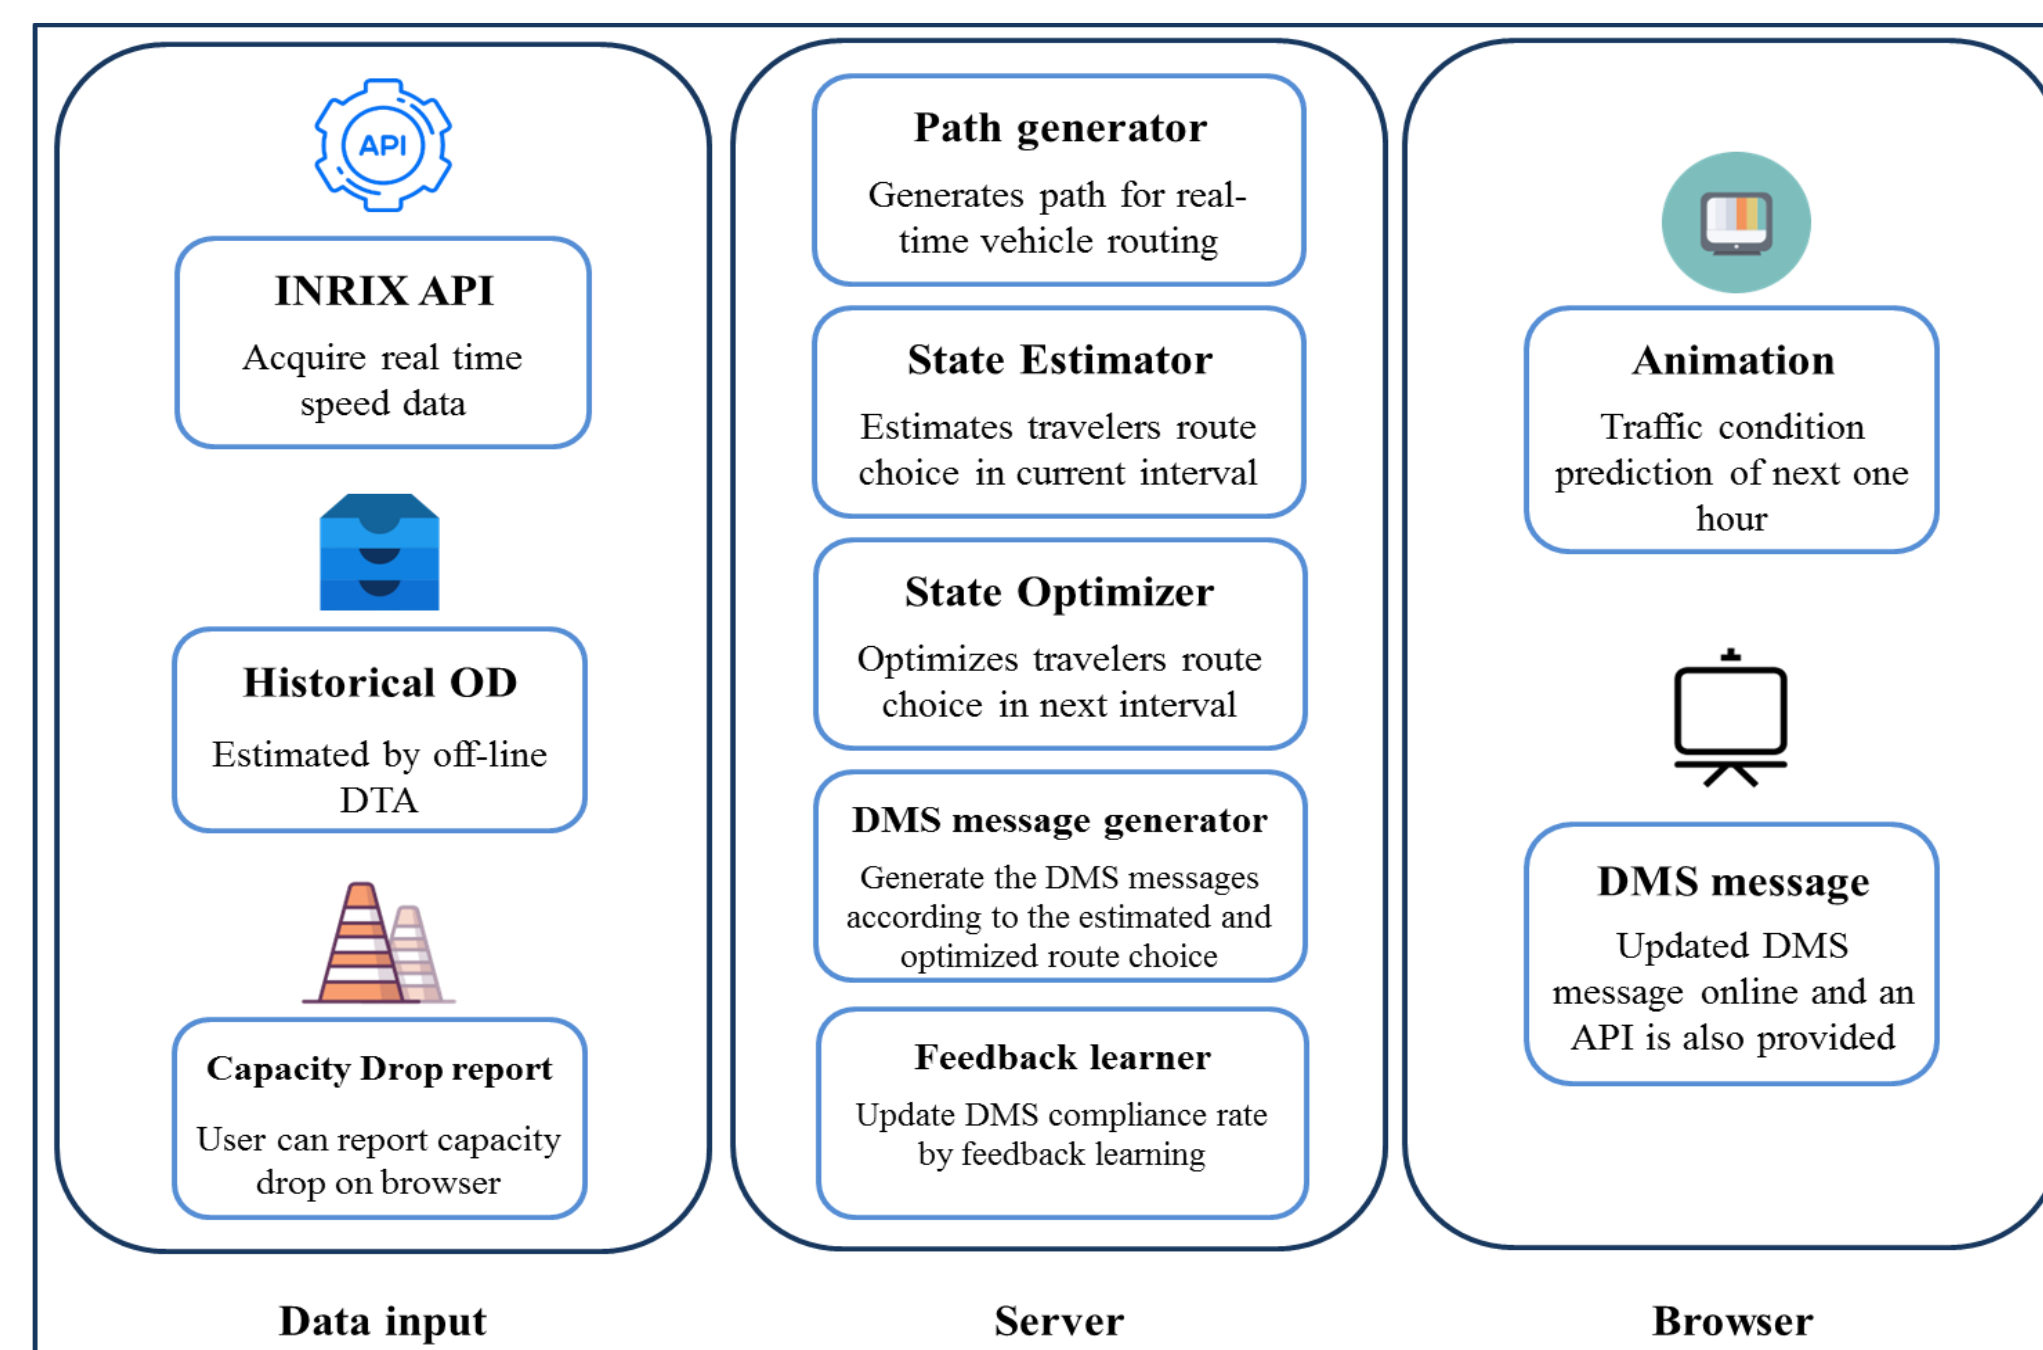 API
INRIX API
Acquire real time
speed data
Historical OD
Estimated by off-line
DTA
Capacity Drop report
User can report capacity
drop on browser
Data input
Path generator
Generates path for real-
time vehicle routing
State Estimator
Estimates travelers route
choice in current interval
State Optimizer
Optimizes travelers route
choice in next interval
DMS message generator
Generate the DMS messages
according to the estimated and
optimized route choice
Feedback learner
Update DMS compliance rate
by feedback learning
Server
Animation
Traffic condition
prediction of next one
hour
DMS message
Updated DMS
message online and an
API is also provided
Browser